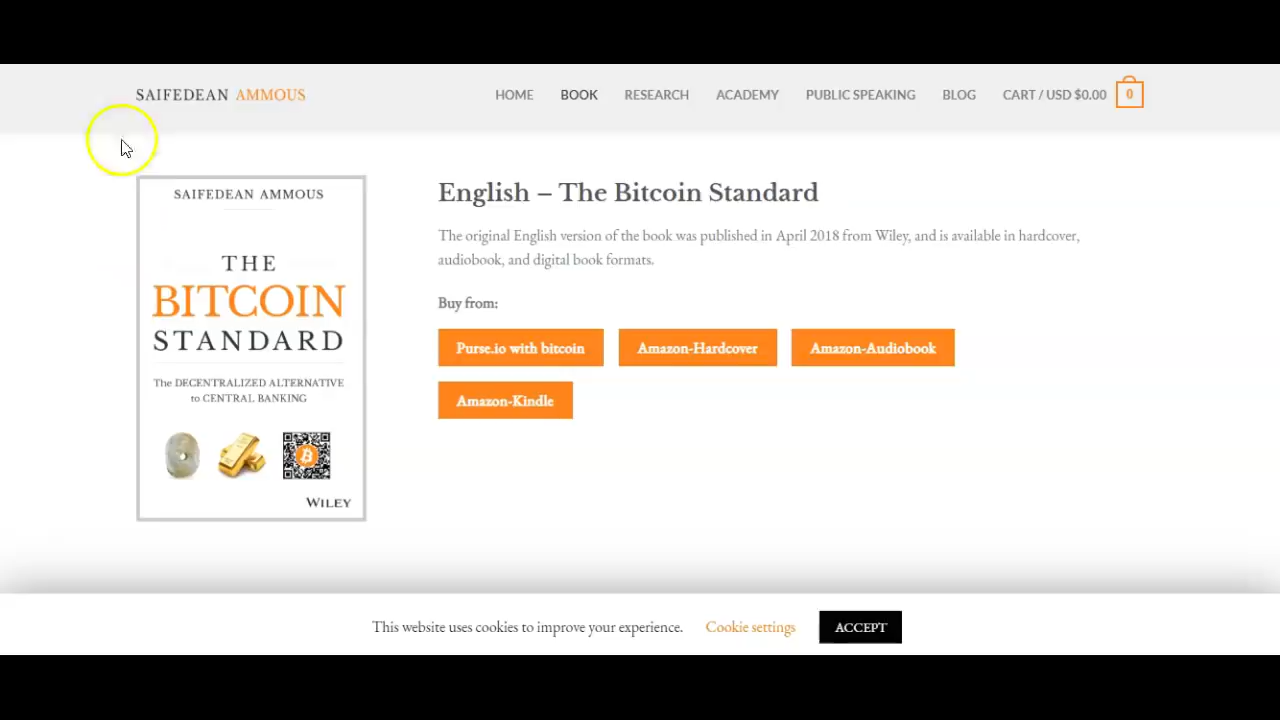 SAIFEDEAN AMMOUS
HOME BOOK RESEARCH ACADEMY PUBLIC SPEAKING BLOG CART / USD $0.00 0
SAIFEDEAN AMMOUS
THE
BITCOIN
STANDARD
The DECENTRALIZED ALTERNATIVE
to CENTRAL BANKING
WILEY
English – The Bitcoin Standard
The original English version of the book was published in April 2018 from Wiley, and is available in hardcover,
audiobook, and digital book formats.
Buy from:
Purse.io with bitcoin Amazon-Hardcover Amazon-Audiobook
Amazon-Kindle
This website uses cookies to improve your experience. Cookie settings ACCEPT